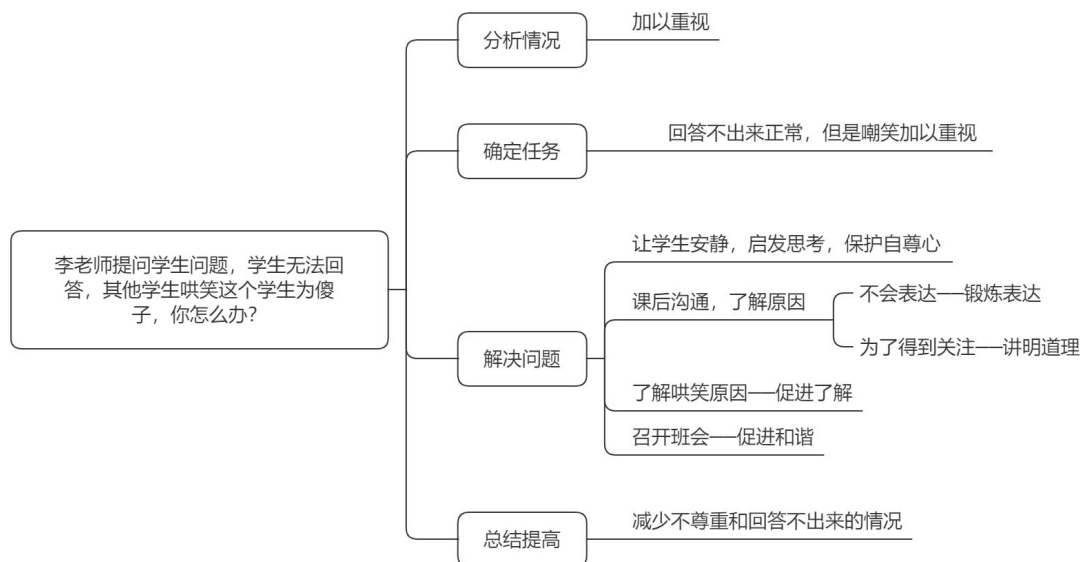 李老师提问学生问题，学生无法回
答，其他学生哄笑这个学生为傻
子，你怎么办？
分析情况
加以重视
确定任务
回答不出来正常，但是嘲笑加以重视
解决问题
让学生安静，启发思考，保护自尊心
课后沟通，了解原因
不会表达——锻炼表达
为了得到关注——讲明道理
了解哄笑原因——促进了解
召开班会——促进和谐
总结提高
减少不尊重和回答不出来的情况